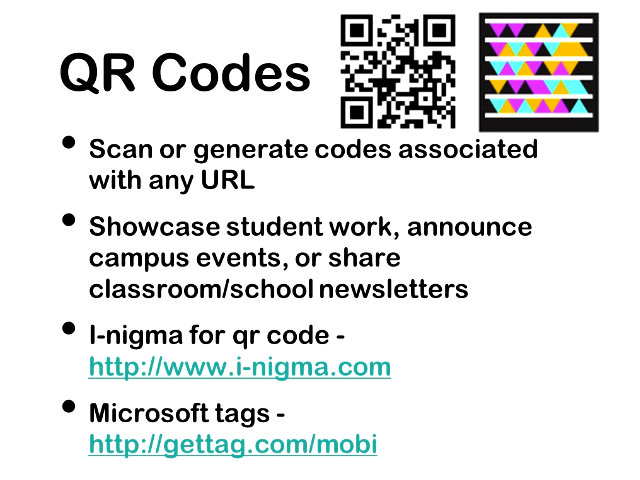 QR Codes
• Scan or generate codes associated
with any URL
• Showcase student work, announce
campus events, or share
classroom/school newsletters
• I-nigma for qr code -
http://www.i-nigma.com
• Microsoft tags -
http://gettag.com/mobi